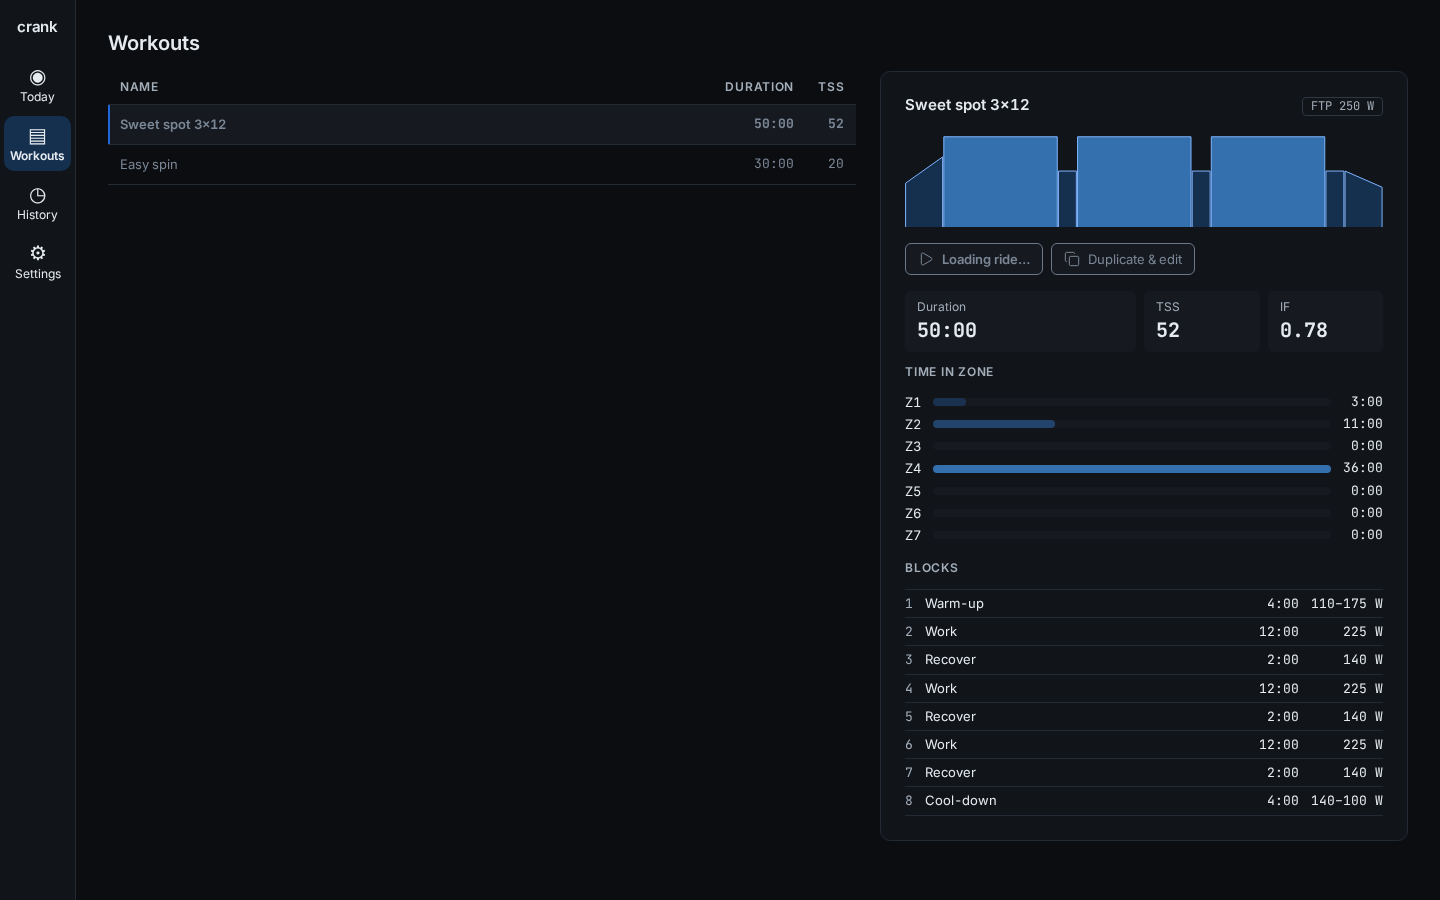 crank
Today
Workouts
History
Settings
Workouts
NAME DURATION TSS
Sweet spot 3×12 50:00 52
Easy spin 30:00 20
Sweet spot 3×12 FTP 250 W
Loading ride… Duplicate & edit
Duration TSS IF
50:00 52 0.78
TIME IN ZONE
Z1 3:00
Z2 11:00
Z3 0:00
Z4 36:00
Z5 0:00
Z6 0:00
Z7 0:00
BLOCKS
1 Warm-up 4:00 110–175 W
2 Work 12:00 225 W
3 Recover 2:00 140 W
4 Work 12:00 225 W
5 Recover 2:00 140 W
6 Work 12:00 225 W
7 Recover 2:00 140 W
8 Cool-down 4:00 140–100 W